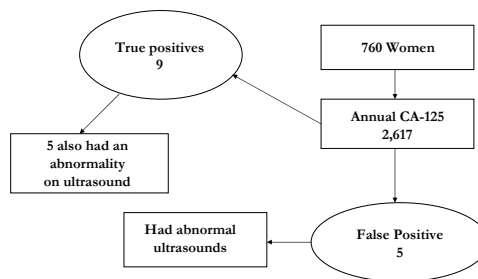 760 Women
Annual CA-125
2,617
True positives
9
5 also had an
abnormality
on ultrasound
False Positive
5
Had abnormal
ultrasounds